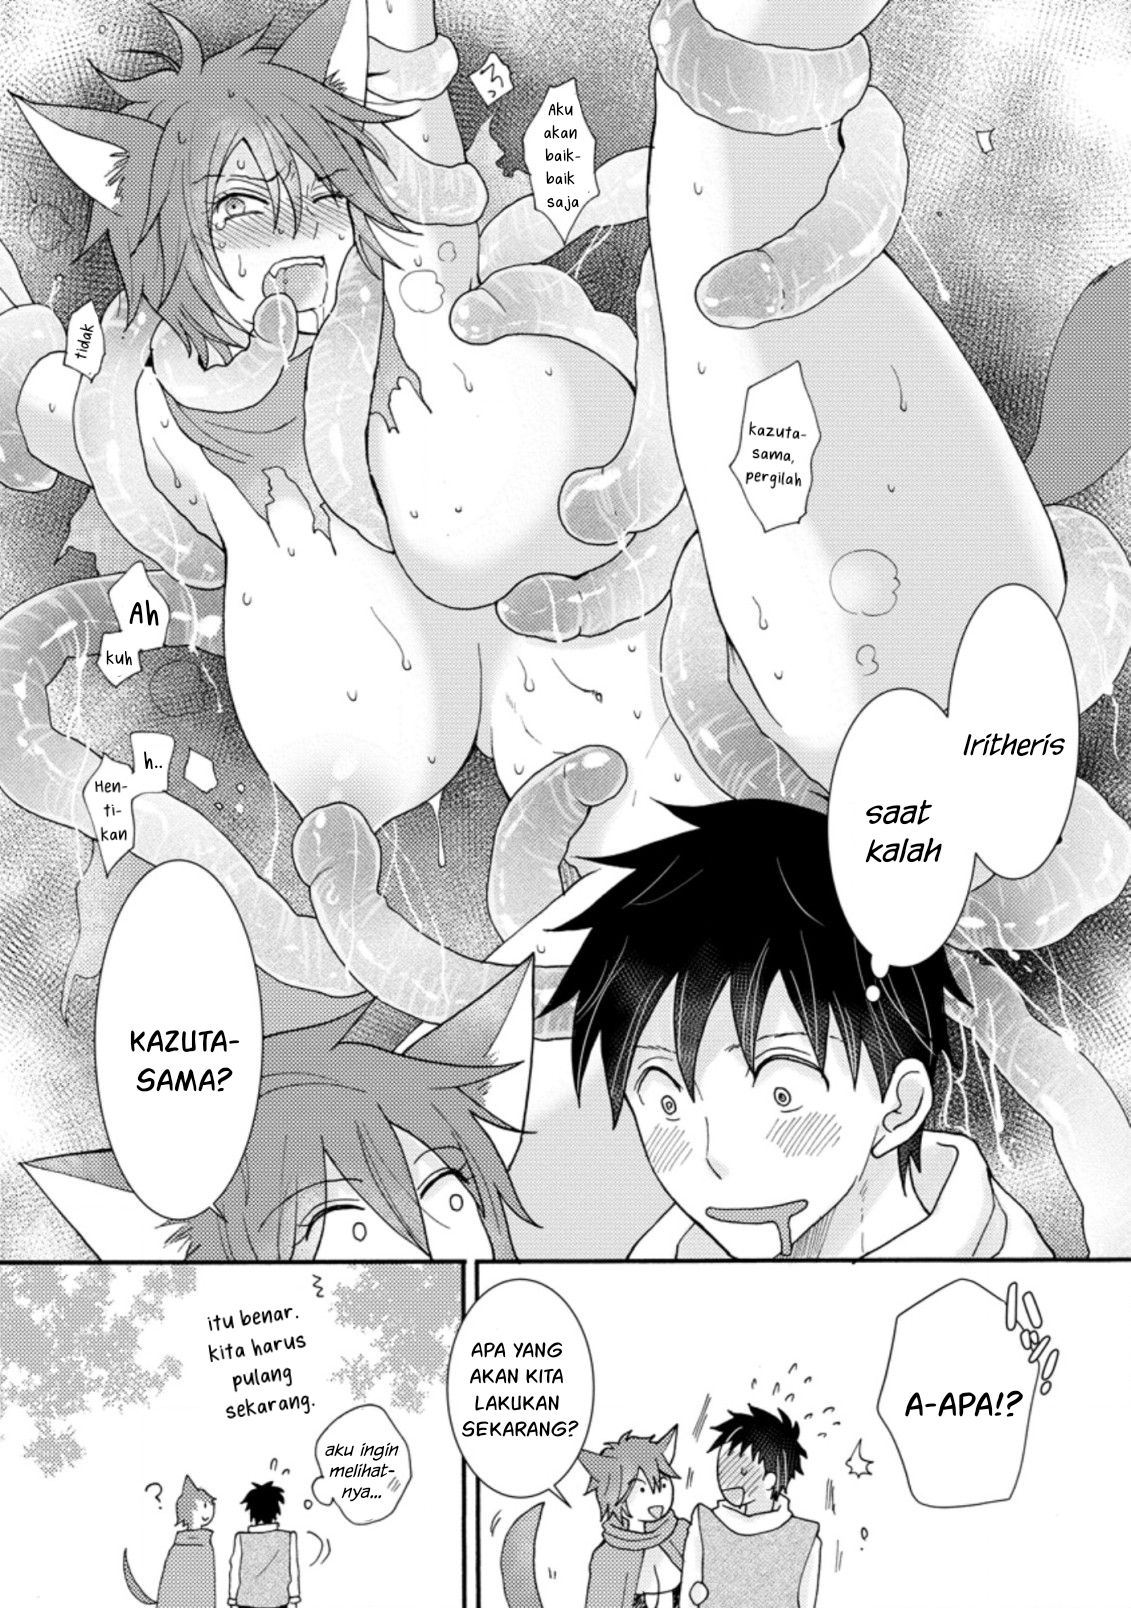 Aku
akan
baik-
baik
saja
tidak
kazuta-
sama,
pergilah
Ah
kuh
h..
Hen-
ti-
kan
Iritheris
saat
kalah
KAZUTA-
SAMA?
A-APA!?
APA YANG
AKAN KITA
LAKUKAN
SEKARANG?
itu benar.
kita harus
pulang
sekarang.
aku ingin
melihat-
nya...
?